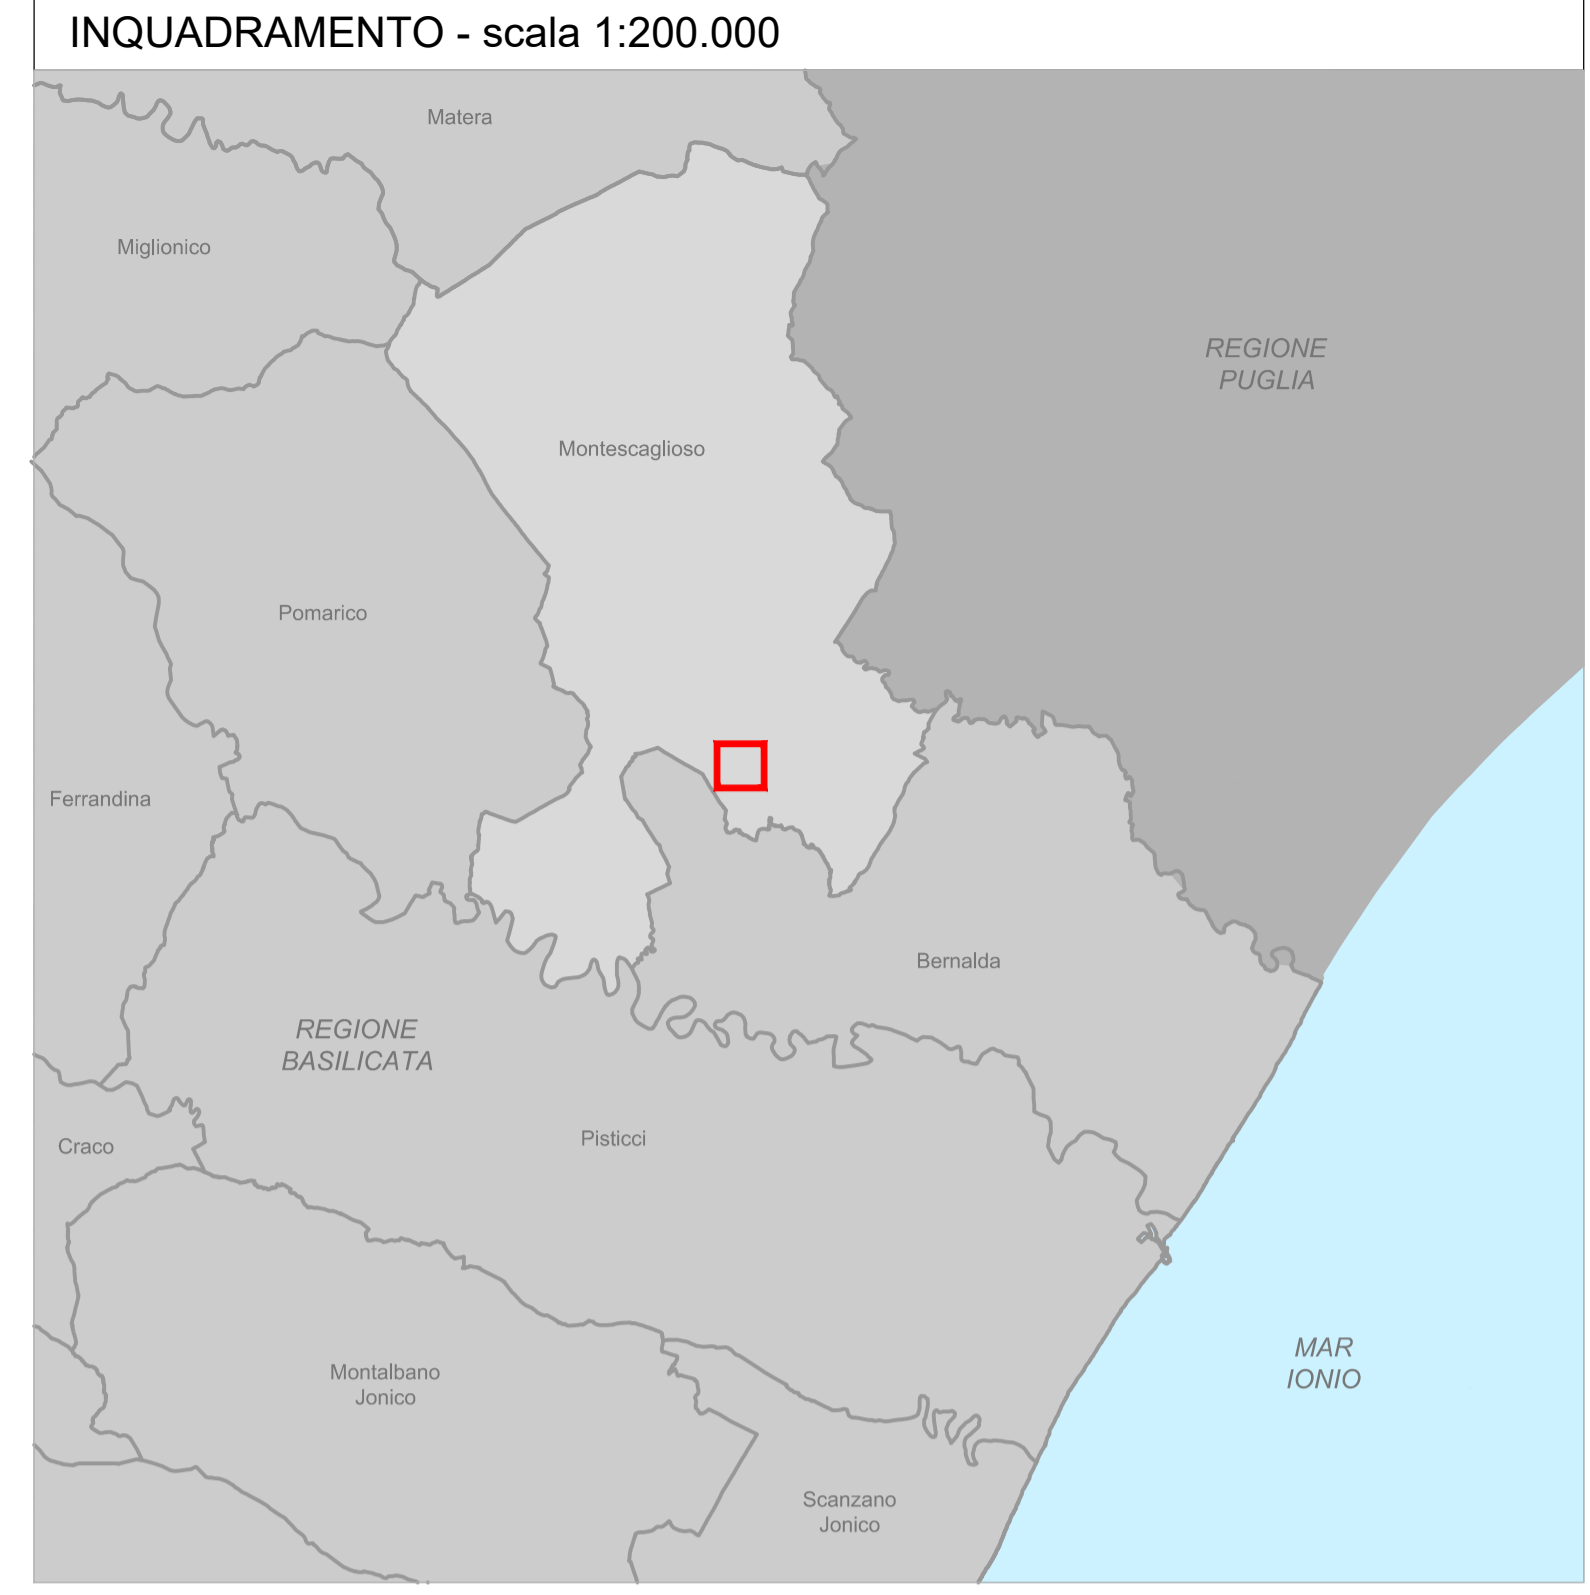 INQUADRAMENTO - scala 1:200.000
Matera
Miglionico
REGIONE
PUGLIA
Montescaglioso
Pomarico
Ferrandina
Bernalda
REGIONE
BASILICATA
Craco
Pisticci
MAR
IONIO
Montalbano
Jonico
Scanzano
Jonico